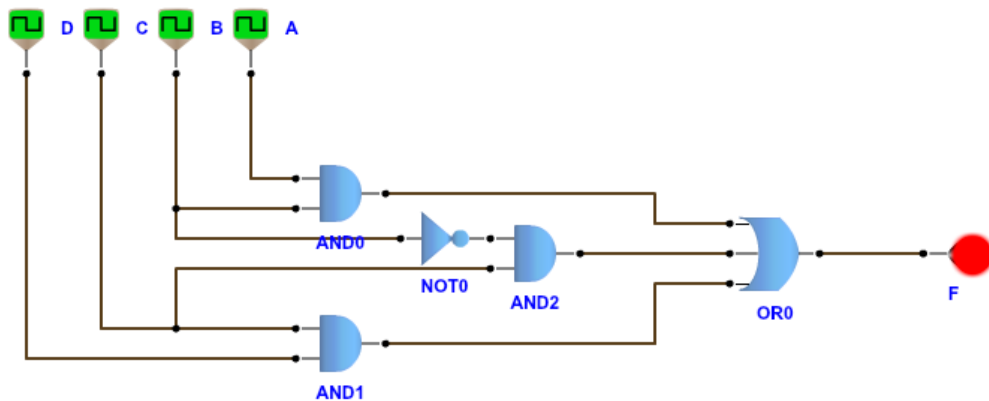 D C B A
AND0
NOT0
AND2
F
OR0
AND1